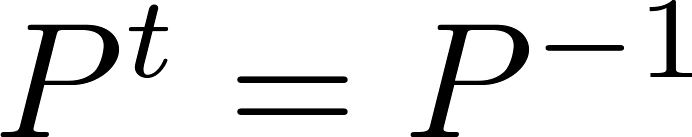 P^t = P^{-1}